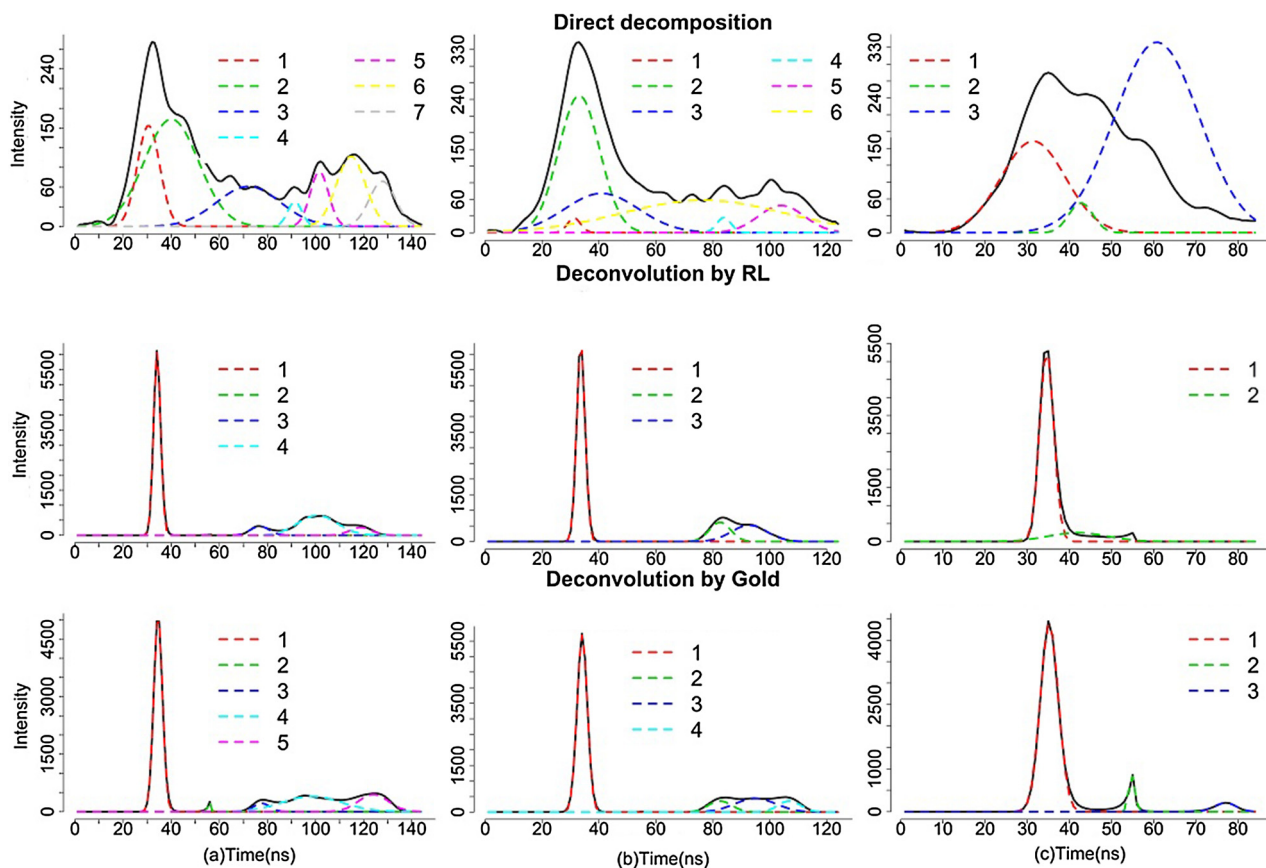 Direct decomposition
Intensity
0 60 150 240
1
2
3
4
5
6
7
0 20 40 60 80 100 120 140
0 60 150 240 330
1
2
3
4
5
6
0 20 40 60 80 100 120
0 60 150 240 330
1
2
3
0 10 20 30 40 50 60 70 80
Deconvolution by RL
Intensity
0 1500 3500 5500
1
2
3
4
0 20 40 60 80 100 120 140
0 1500 3500 5500
1
2
3
0 20 40 60 80 100 120
0 1500 3500 5500
1
2
0 10 20 30 40 50 60 70 80
Deconvolution by Gold
Intensity
0 1500 3000 4500
1
2
3
4
5
0 20 40 60 80 100 120 140
(a)Time(ns)
0 1500 3500 5500
1
2
3
4
0 20 40 60 80 100 120
(b)Time(ns)
0 1000 2500 4000
1
2
3
0 10 20 30 40 50 60 70 80
(c)Time(ns)